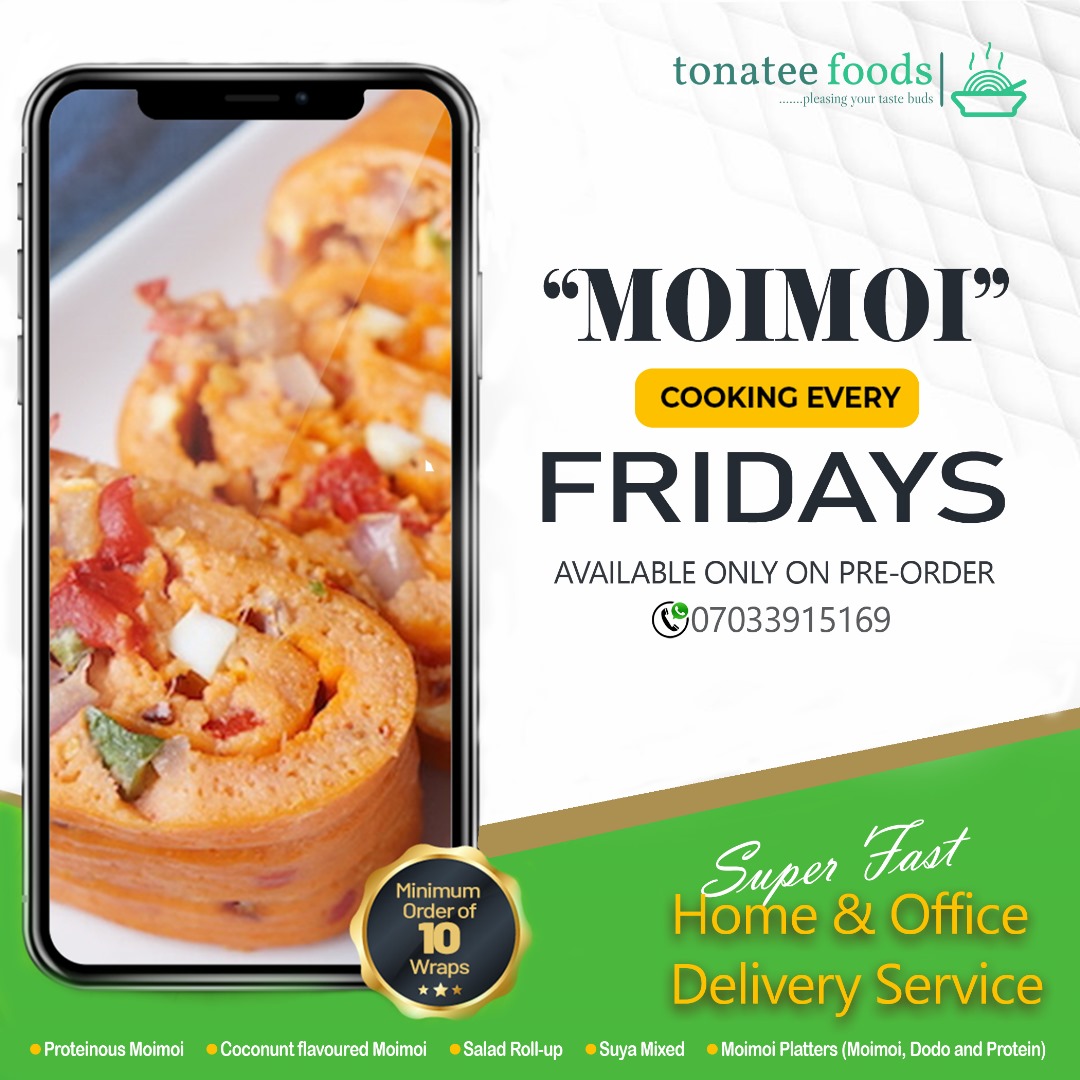 tonatee foods
.......pleasing your taste buds
“MOIMOI”
COOKING EVERY
FRIDAYS
AVAILABLE ONLY ON PRE-ORDER
07033915169
Minimum
Order of
10
Wraps
Super Fast
Home & Office
Delivery Service
Proteinous Moimoi
Coconunt flavoured Moimoi
Salad Roll-up
Suya Mixed
Moimoi Platters (Moimoi, Dodo and Protein)